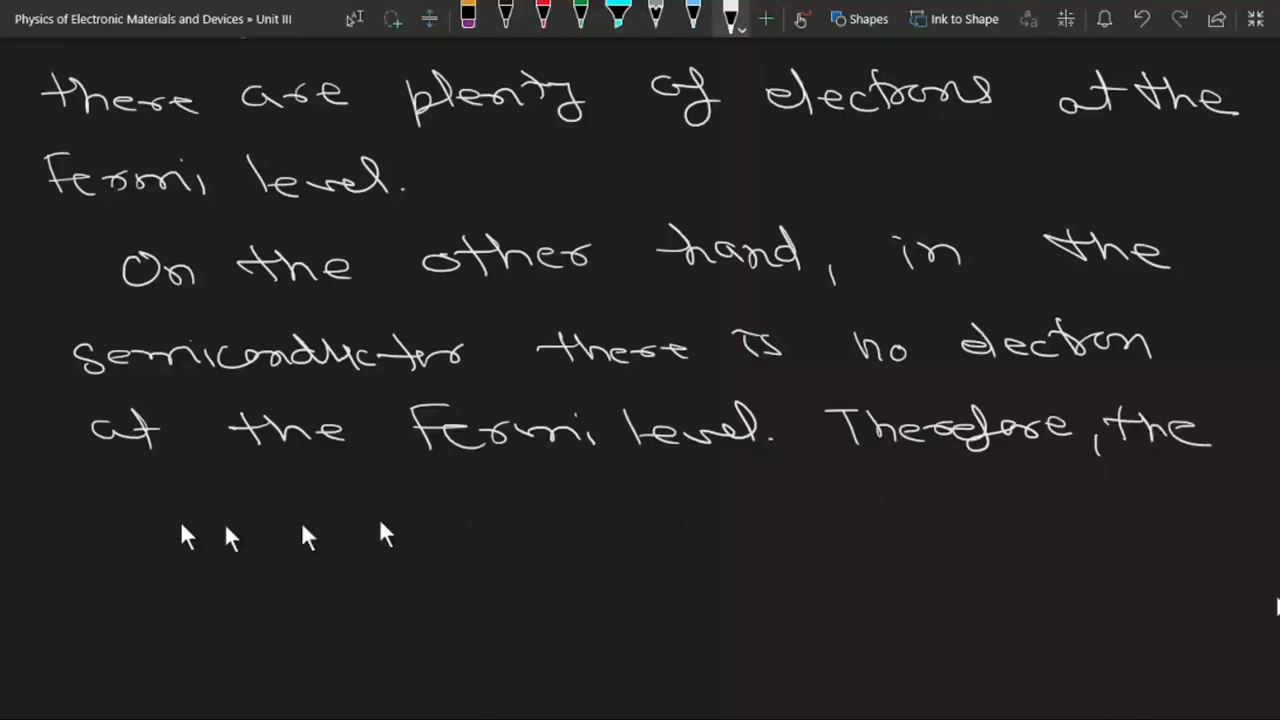 Physics of Electronic Materials and Devices » Unit III
Shapes
Ink to Shape
there are plenty of electrons at the
Fermi level.
On the other hand, in the
semiconductor there is no electron
at the Fermi level. Therefore, the